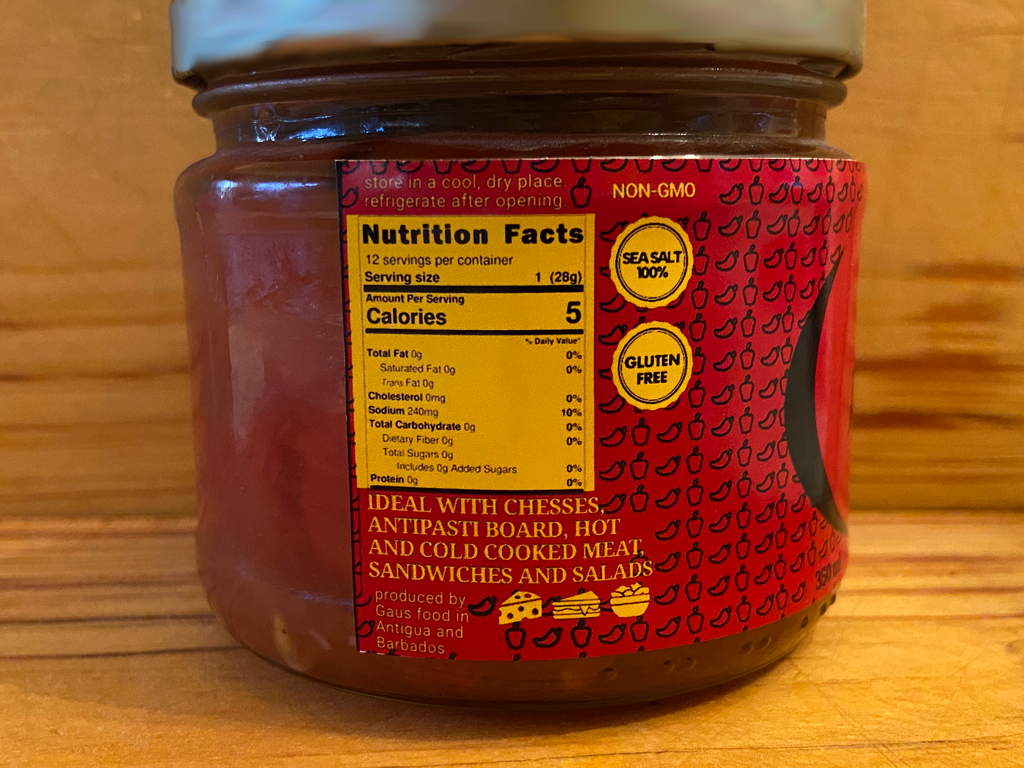 store in a cool, dry place.
refrigerate after opening.
NON-GMO
Nutrition Facts
12 servings per container
Serving size 1 (28g)
Amount Per Serving
Calories 5
% Daily Value*
Total Fat 0g 0%
Saturated Fat 0g 0%
Trans Fat 0g
Cholesterol 0mg 0%
Sodium 240mg 10%
Total Carbohydrate 0g 0%
Dietary Fiber 0g 0%
Total Sugars 0g
Includes 0g Added Sugars 0%
Protein 0g 0%
SEA SALT
100%
GLUTEN
FREE
IDEAL WITH CHESSES,
ANTIPASTI BOARD, HOT
AND COLD COOKED MEAT,
SANDWICHES AND SALADS
produced by
Gaus food in
Antigua and
Barbados